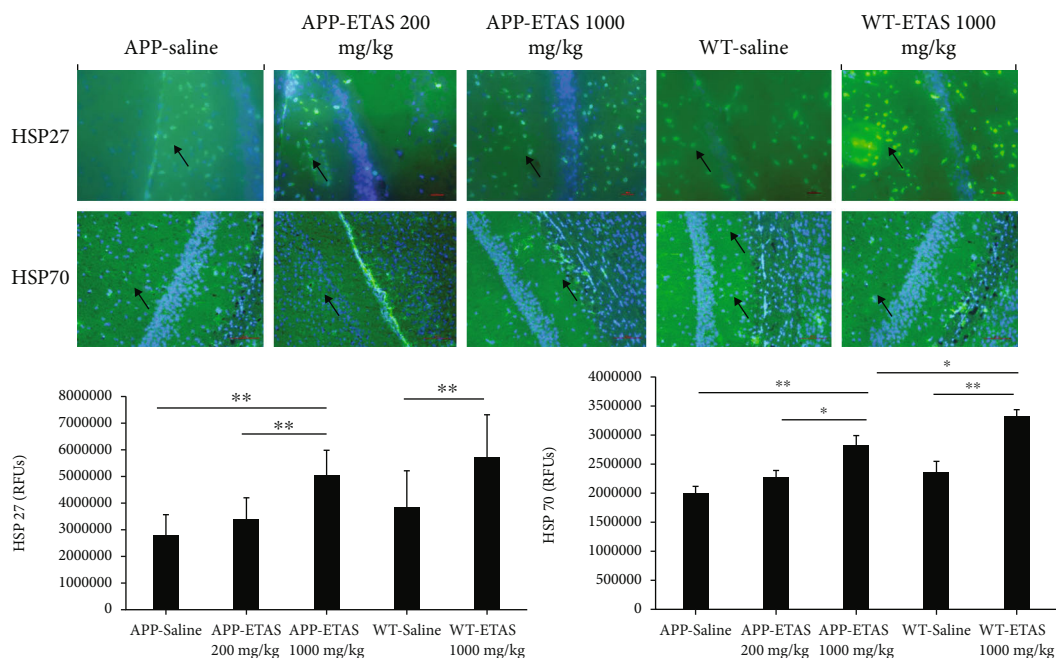 APP-saline
APP-ETAS 200
mg/kg
APP-ETAS 1000
mg/kg
WT-saline
WT-ETAS 1000
mg/kg
HSP27
HSP70
HSP 27 (RFUs)
8000000
7000000
6000000
5000000
4000000
3000000
2000000
1000000
0
**
**
**
APP-Saline
APP-ETAS
200 mg/kg
APP-ETAS
1000 mg/kg
WT-Saline
WT-ETAS
1000 mg/kg
HSP 70 (RFUs)
4000000
3500000
3000000
2500000
2000000
1500000
1000000
500000
0
*
**
**
*
APP-Saline
APP-ETAS
200 mg/kg
APP-ETAS
1000 mg/kg
WT-Saline
WT-ETAS
1000 mg/kg